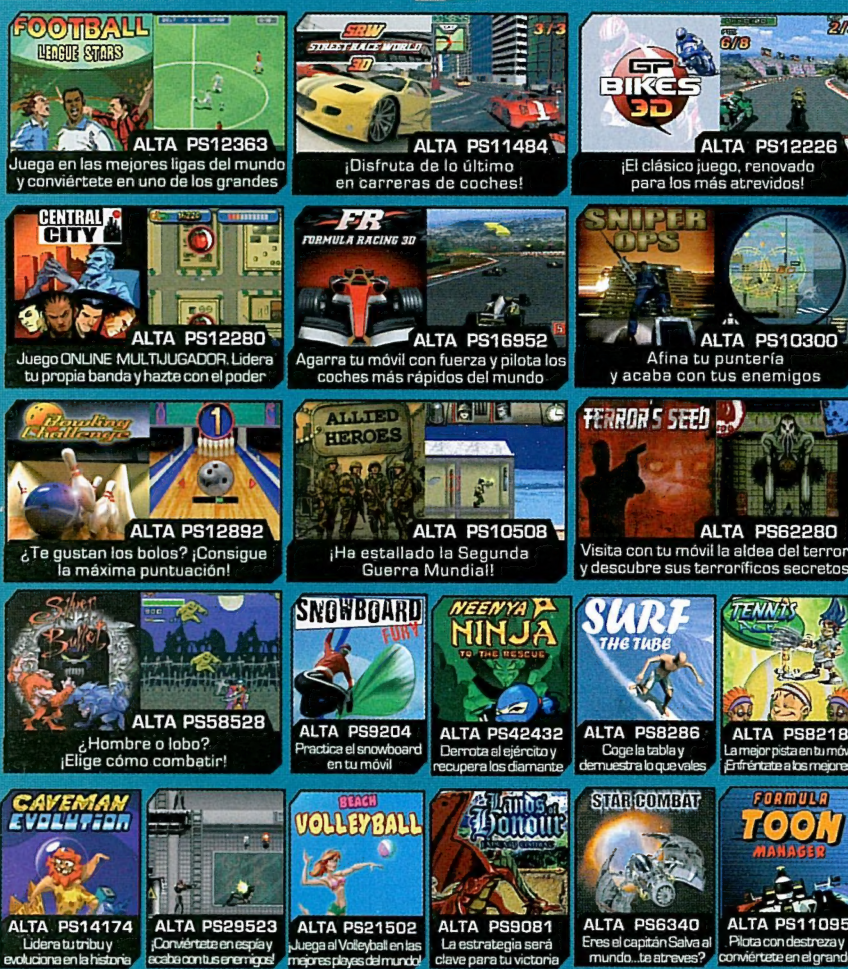 FOOTBALL
LEAGUE STARS
ALTA PS12363
Juega en las mejores ligas del mundo
y conviértete en uno de los grandes
SRW
STREET RACE WORLD
3D
3/3
ALTA PS11484
¡Disfruta de lo último
en carreras de coches!
GP
BIKES
3D
6/8
ALTA PS12226
¡El clásico juego, renovado
para los más atrevidos!
CENTRAL
CITY
ALTA PS12280
Juego ONLINE MULTIJUGADOR. Lidera
tu propia banda y hazte con el poder
FR
FORMULA RACING 3D
ALTA PS16952
Agarra tu móvil con fuerza y pilota los
coches más rápidos del mundo
SNIPER
OPS
ALTA PS10300
Afina tu puntería
y acaba con tus enemigos
Bowling
Challenge
1
ALTA PS12892
¿Te gustan los bolos? ¡Consigue
la máxima puntuación!
ALLIED
HEROES
ALTA PS10508
¡Ha estallado la Segunda
Guerra Mundial!
TERROR'S SEED
ALTA PS62280
Visita con tu móvil la aldea del terror
y descubre sus terroríficos secretos
Silver
Bullet
ALTA PS58528
¿Hombre o lobo?
¡Elige cómo combatir!
SNOWBOARD
FURY
ALTA PS9204
Practica el snowboard
en tu móvil
NEENYA
NINJA
TO THE RESCUE
ALTA PS42432
Derrota al ejército y
recupera los diamante
SURF
THE TUBE
ALTA PS8286
Coge la tabla y
demuestra lo que vales
TENNIS
ACE
ALTA PS8218
La mejor pista en tu móv
¡Enfréntate a los mejores
CAVEMAN
EVOLUTION
ALTA PS14174
Lidera tu tribu y
evoluciona en la historia
ALTA PS29523
¡Conviértete en espía y
acaba con tus enemigos!
BEACH
VOLLEYBALL
ALTA PS21502
¡Juega al Volleyball en las
mejores playas del mundo!
Lands of
Honour
ALTA PS9081
La estrategia será
clave para tu victoria
STAR COMBAT
ALTA PS6340
Eres el capitán Salva al
mundo...te atreves?
FORMULA
TOON
MANAGER
ALTA PS11095
Pilota con destreza y
conviértete en el grande